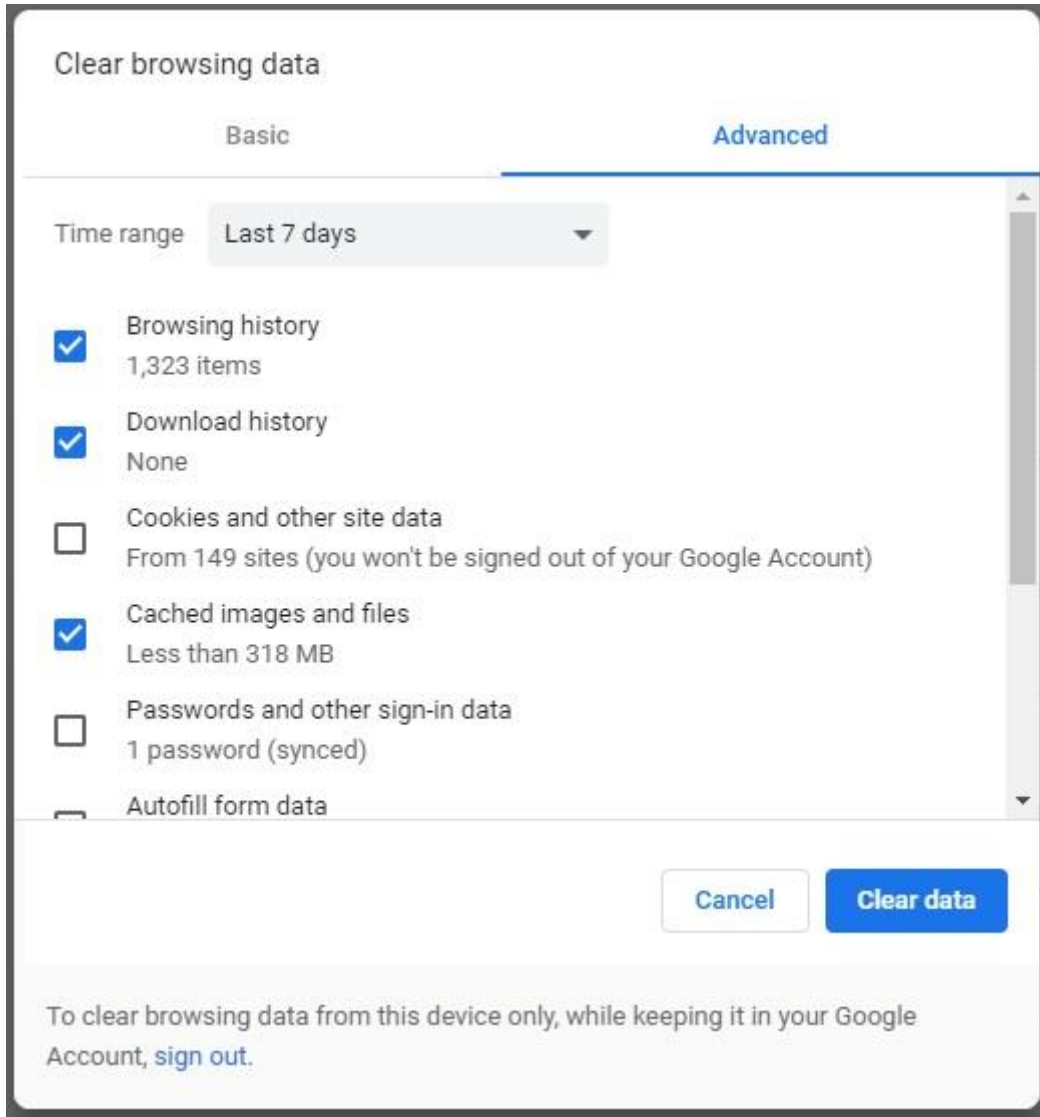 Clear browsing data
Basic
Advanced
Time range
Last 7 days
Browsing history
1,323 items
Download history
None
Cookies and other site data
From 149 sites (you won't be signed out of your Google Account)
Cached images and files
Less than 318 MB
Passwords and other sign-in data
1 password (synced)
Autofill form data
Cancel
Clear data
To clear browsing data from this device only, while keeping it in your Google
Account, sign out.